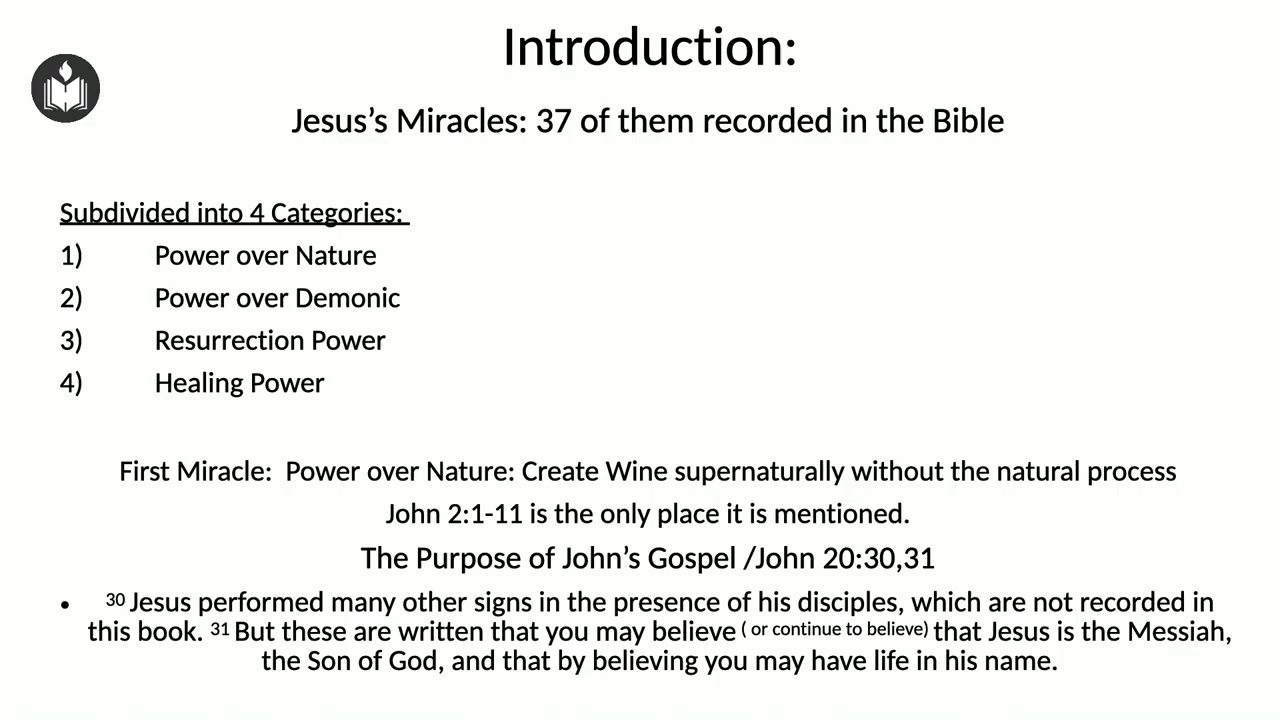 Introduction:
Jesus’s Miracles: 37 of them recorded in the Bible
Subdivided into 4 Categories:
1) Power over Nature
2) Power over Demonic
3) Resurrection Power
4) Healing Power
First Miracle:  Power over Nature: Create Wine supernaturally without the natural process
John 2:1-11 is the only place it is mentioned.
The Purpose of John’s Gospel /John 20:30,31
• 30 Jesus performed many other signs in the presence of his disciples, which are not recorded in
this book. 31 But these are written that you may believe ( or continue to believe) that Jesus is the Messiah,
the Son of God, and that by believing you may have life in his name.